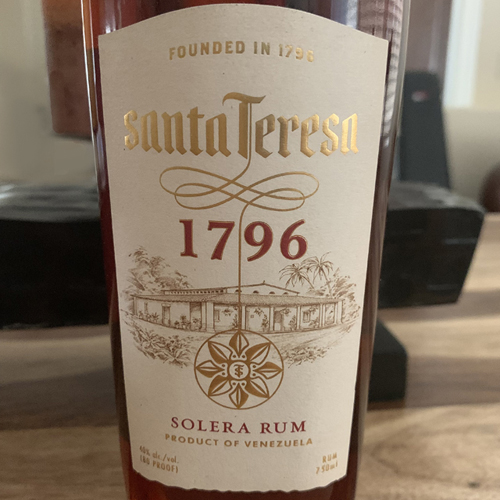 FOUNDED IN 1796
Santa Teresa
1796
SOLERA RUM
PRODUCT OF VENEZUELA
40% alc./vol.
(80 PROOF)
RUM
750ml